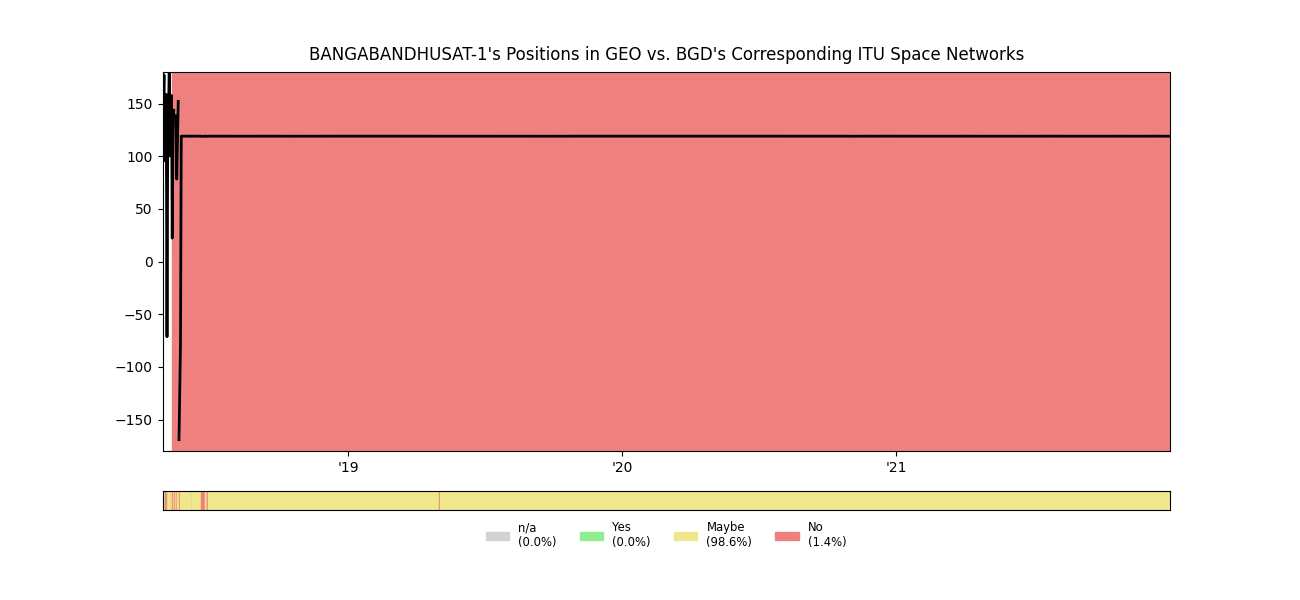 BANGABANDHUSAT-1's Positions in GEO vs. BGD's Corresponding ITU Space Networks
150
100
50
0
−50
−100
−150
'19 '20 '21
n/a Yes Maybe No
(0.0%) (0.0%) (98.6%) (1.4%)